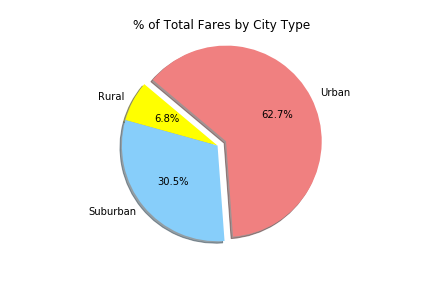 % of Total Fares by City Type
Urban
Rural
62.7%
6.8%
30.5%
Suburban